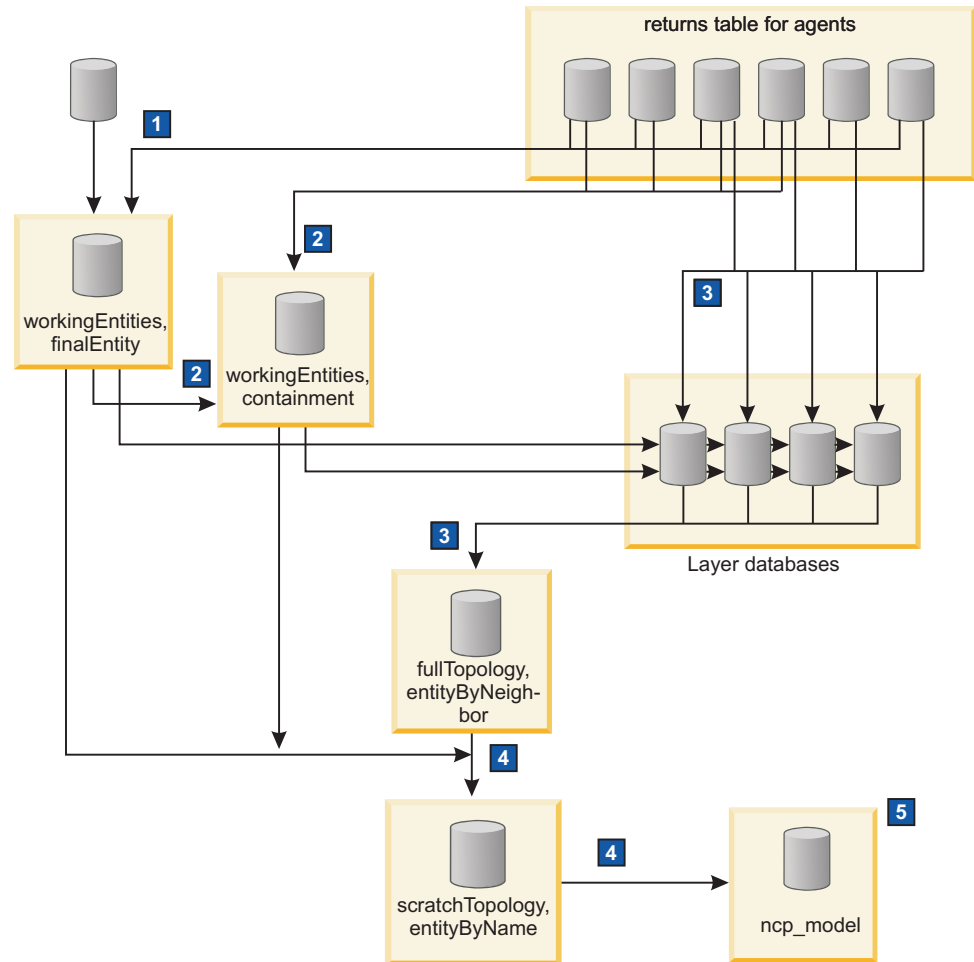 returns table for agents
1
2
workingEntities,
finalEntity
2
workingEntities,
containment
3
Layer databases
3
fullTopology,
entityByNeigh-
bor
4
scratchTopology,
entityByName
4
5
ncp_model